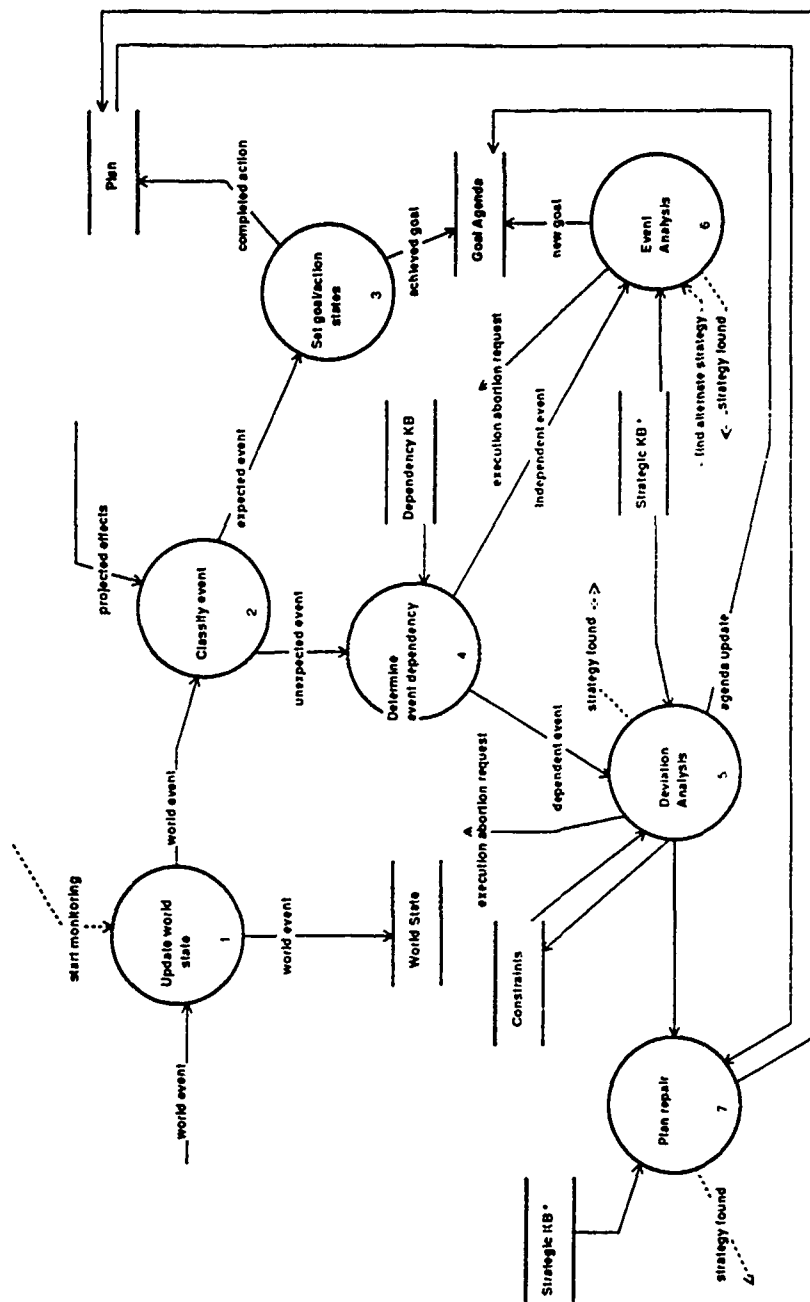 start monitoring
world event
Update world
state
1
world event
world event
projected effects
Classify event
2
expected event
unexpected event
Plan
completed action
Set goal/action
states
3
achieved goal
World State
Dependency KB
Determine
event dependency
4
Goal Agenda
new goal
execution abortion request
dependent event
execution abortion request
Independent event
Constraints
strategy found
Event
Analysis
6
Strategic KB *
Strategic KB *
Plan repair
7
Deviation
Analysis
5
find alternate strategy
strategy found
strategy found
agenda update